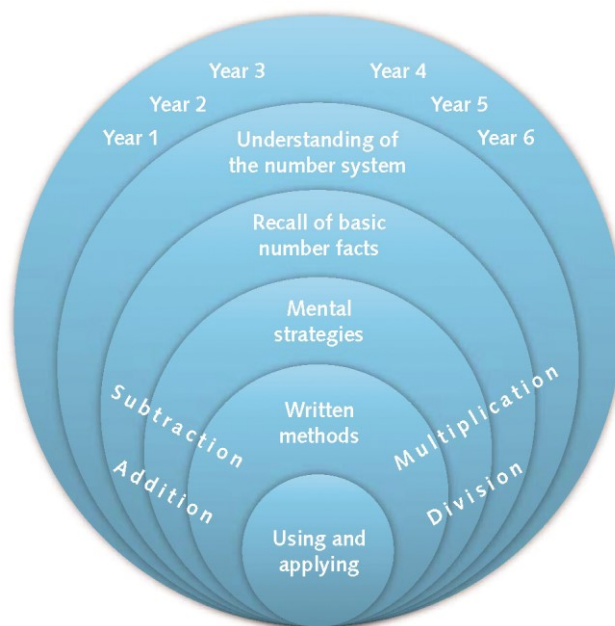 Year 3
Year 4
Year 2
Year 5
Year 1
Year 6
Understanding of
the number system
Recall of basic
number facts
Mental
strategies
Subtraction
Written
methods
Multiplication
Addition
Division
Using and
applying